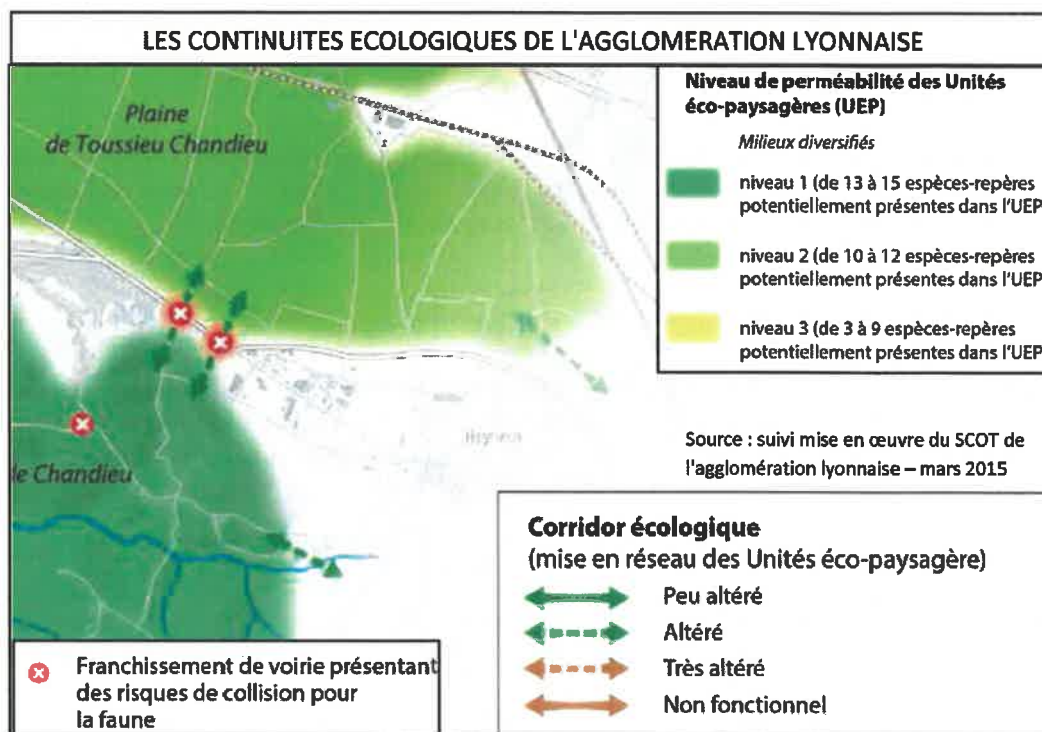 LES CONTINUITES ECOLOGIQUES DE L'AGGLOMERATION LYONNAISE
Plaine
de Toussieu Chandieu
le Chandieu
Niveau de perméabilité des Unités
éco-paysagères (UEP)
Milieux diversifiés
niveau 1 (de 13 à 15 espèces-repères
potentiellement présentes dans l'UEP
niveau 2 (de 10 à 12 espèces-repères
potentiellement présentes dans l'UEP
niveau 3 (de 3 à 9 espèces-repères
potentiellement présentes dans l'UEP
Source : suivi mise en œuvre du SCOT de
l'agglomération lyonnaise – mars 2015
Corridor écologique
(mise en réseau des Unités éco-paysagère)
Peu altéré
Altéré
Très altéré
Non fonctionnel
Franchissement de voirie présentant
des risques de collision pour
la faune